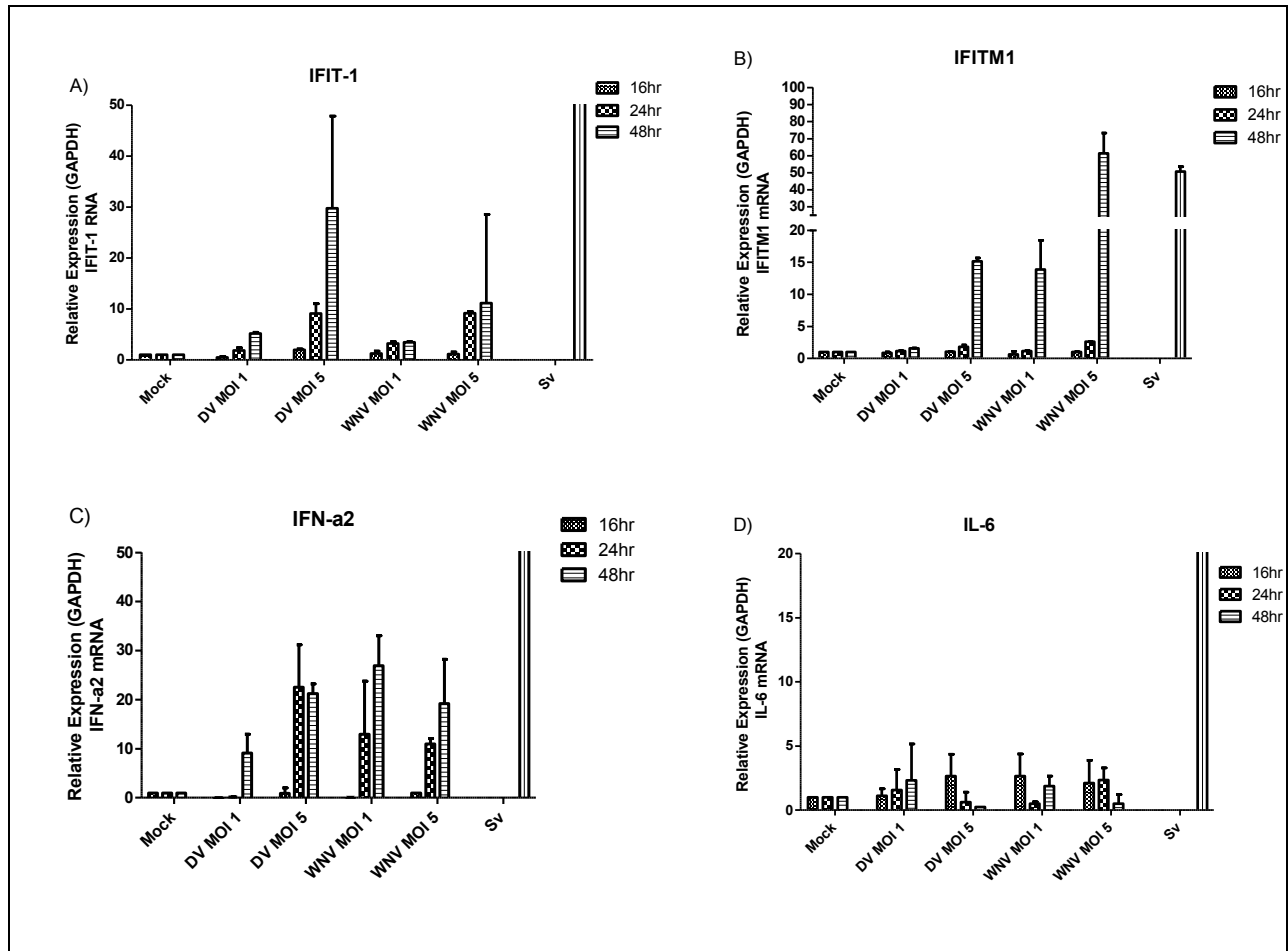 A)
IFIT-1
16hr
24hr
48hr
Relative Expression (GAPDH)
IFIT-1 RNA
50
40
30
20
10
0
Mock
DV MOI 1
DV MOI 5
WNV MOI 1
WNV MOI 5
Sv
B)
IFITM1
16hr
24hr
48hr
Relative Expression (GAPDH)
IFITM1 mRNA
100
90
80
70
60
50
40
30
20
15
10
5
0
Mock
DV MOI 1
DV MOI 5
WNV MOI 1
WNV MOI 5
Sv
C)
IFN-a2
16hr
24hr
48hr
Relative Expression (GAPDH)
IFN-a2 mRNA
50
40
30
20
10
0
Mock
DV MOI 1
DV MOI 5
WNV MOI 1
WNV MOI 5
Sv
D)
IL-6
16hr
24hr
48hr
Relative Expression (GAPDH)
IL-6 mRNA
20
15
10
5
0
Mock
DV MOI 1
DV MOI 5
WNV MOI 1
WNV MOI 5
Sv